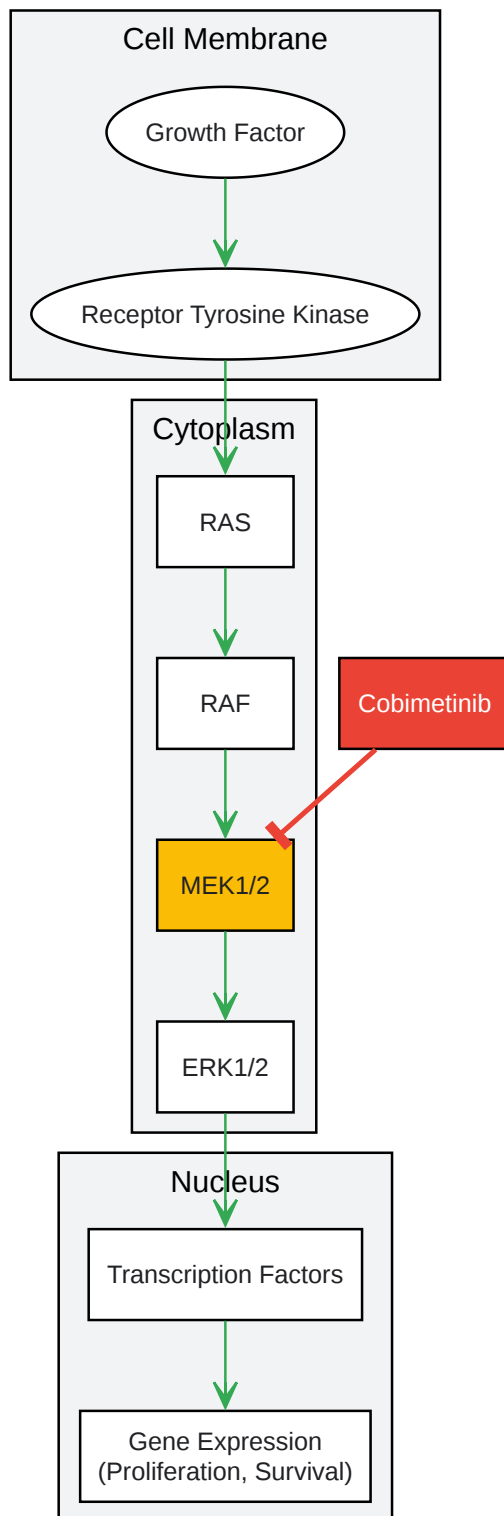 Cell Membrane
Growth Factor
Receptor Tyrosine Kinase
Cytoplasm
RAS
RAF
Cobimetinib
MEK1/2
ERK1/2
Nucleus
Transcription Factors
Gene Expression
(Proliferation, Survival)